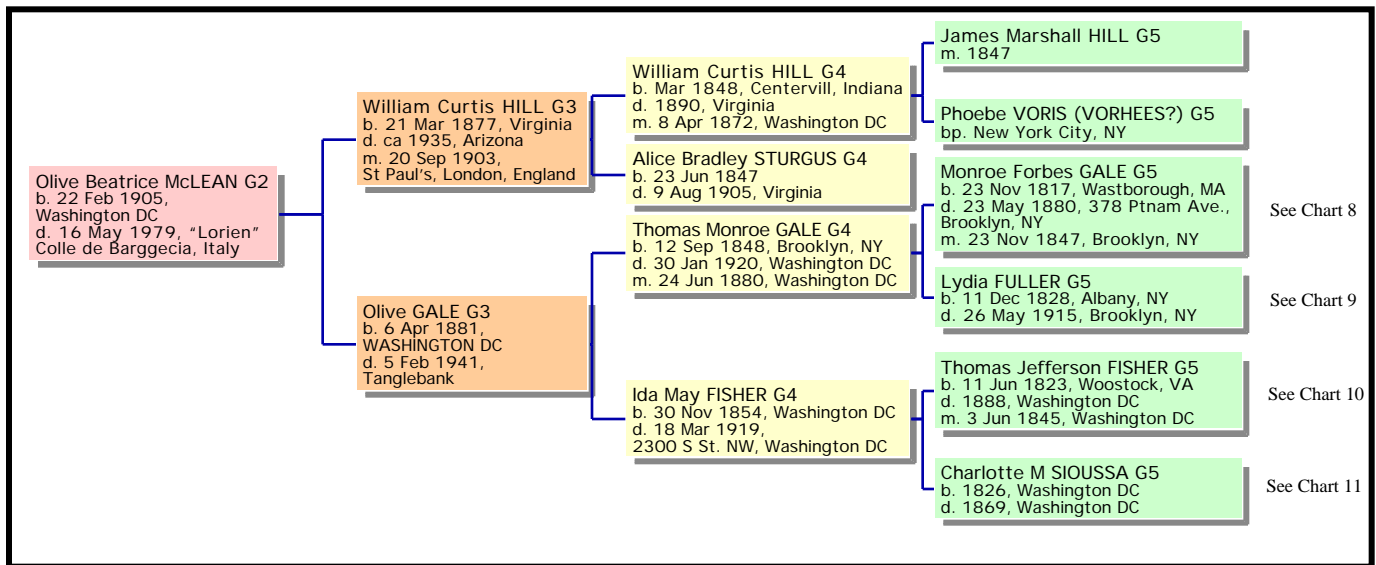 Olive Beatrice McLEAN G2
b. 22 Feb 1905,
Washington DC
d. 16 May 1979, “Lorien”
Colle de Barggecia, Italy
William Curtis HILL G3
b. 21 Mar 1877, Virginia
d. ca 1935, Arizona
m. 20 Sep 1903,
St Paul's, London, England
Olive GALE G3
b. 6 Apr 1881,
WASHINGTON DC
d. 5 Feb 1941,
Tanglebank
William Curtis HILL G4
b. Mar 1848, Centervill, Indiana
d. 1890, Virginia
m. 8 Apr 1872, Washington DC
Alice Bradley STURGUS G4
b. 23 Jun 1847
d. 9 Aug 1905, Virginia
Thomas Monroe GALE G4
b. 12 Sep 1848, Brooklyn, NY
d. 30 Jan 1920, Washington DC
m. 24 Jun 1880, Washington DC
Ida May FISHER G4
b. 30 Nov 1854, Washington DC
d. 18 Mar 1919,
2300 S St. NW, Washington DC
James Marshall HILL G5
m. 1847
Phoebe VORIS (VORHEES?) G5
bp. New York City, NY
Monroe Forbes GALE G5
b. 23 Nov 1817, Wastborough, MA
d. 23 May 1880, 378 Ptnam Ave.,
Brooklyn, NY
m. 23 Nov 1847, Brooklyn, NY
See Chart 8
Lydia FULLER G5
b. 11 Dec 1828, Albany, NY
d. 26 May 1915, Brooklyn, NY
See Chart 9
Thomas Jefferson FISHER G5
b. 11 Jun 1823, Woostock, VA
d. 1888, Washington DC
m. 3 Jun 1845, Washington DC
See Chart 10
Charlotte M SIOUSSA G5
b. 1826, Washington DC
d. 1869, Washington DC
See Chart 11